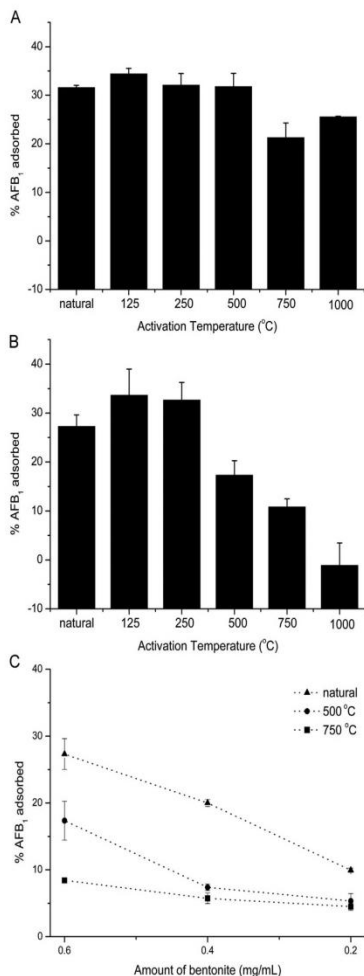 A
% AFB₁ adsorbed
40
30
20
10
0
-10
natural 125 250 500 750 1000
Activation Temperature (°C)
B
% AFB₁ adsorbed
40
30
20
10
0
-10
natural 125 250 500 750 1000
Activation Temperature (°C)
C
% AFB₁ adsorbed
40
30
20
10
0
natural
500 °C
750 °C
0.6 0.4 0.2
Amount of bentonite (mg/mL)